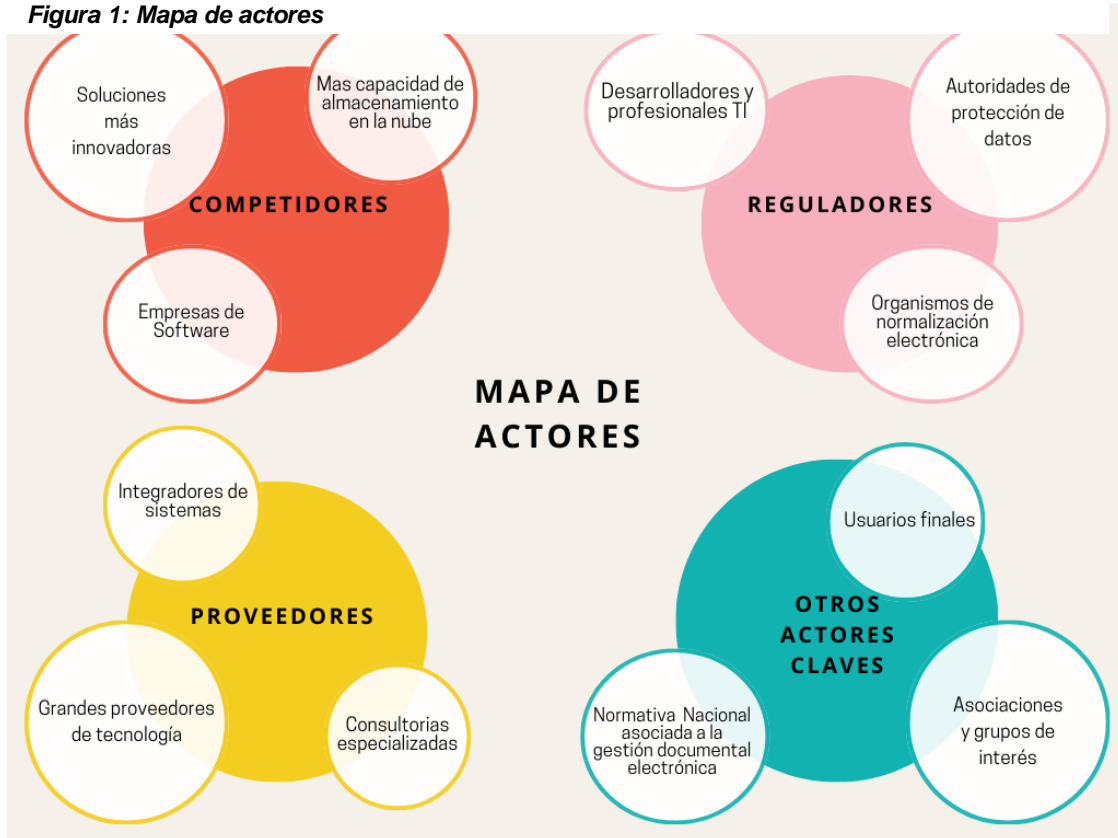 Figura 1: Mapa de actores
Soluciones
más
innovadoras
Mas capacidad de
almacenamiento
en la nube
COMPETIDORES
Empresas de
Software
Desarrolladores y
profesionales TI
Autoridades de
protección de
datos
REGULADORES
Organismos de
normalización
electrónica
MAPA DE
ACTORES
Integradores de
sistemas
PROVEEDORES
Grandes proveedores
de tecnología
Consultorias
especializadas
Usuarios finales
OTROS
ACTORES
CLAVES
Normativa Nacional
asociada a la
gestión documental
electrónica
Asociaciones
y grupos de
interés